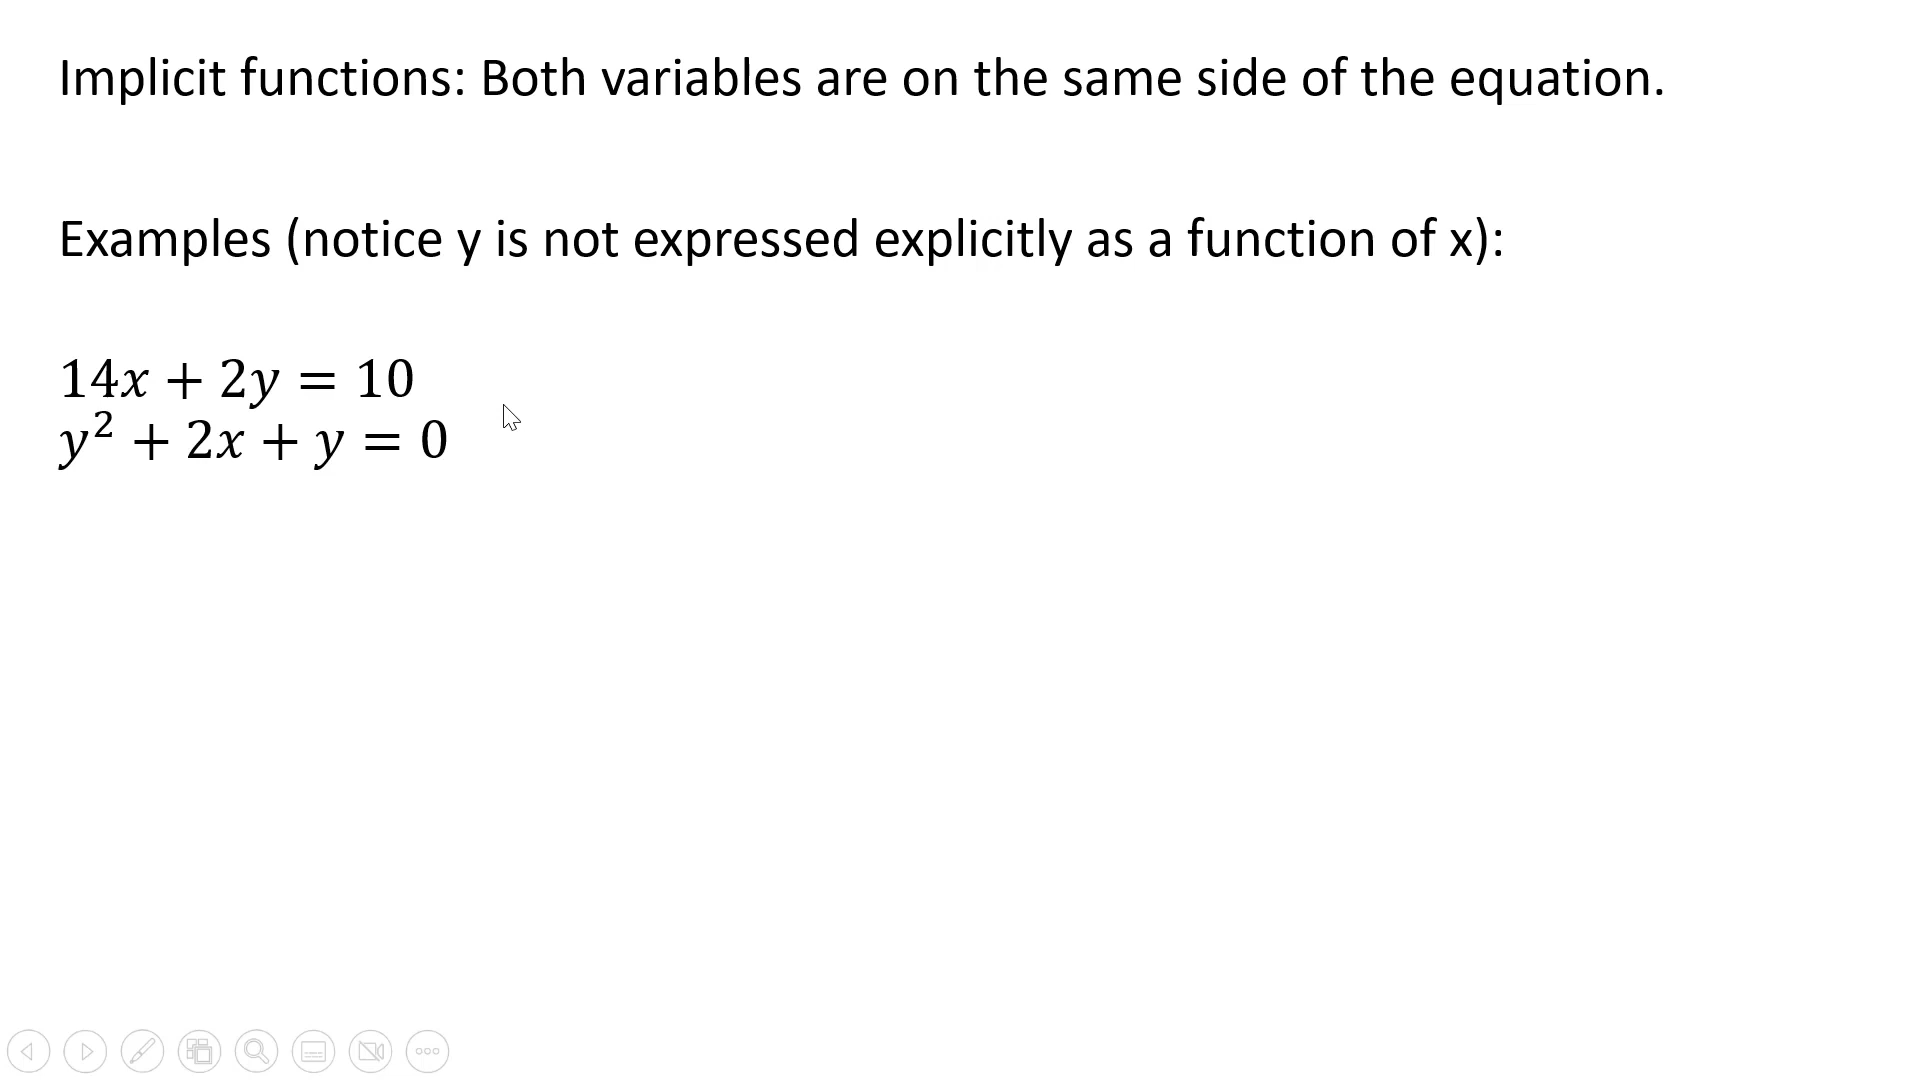 Implicit functions: Both variables are on the same side of the equation.
Examples (notice y is not expressed explicitly as a function of x):
14𝑥 + 2𝑦 = 10
𝑦² + 2𝑥 + 𝑦 = 0